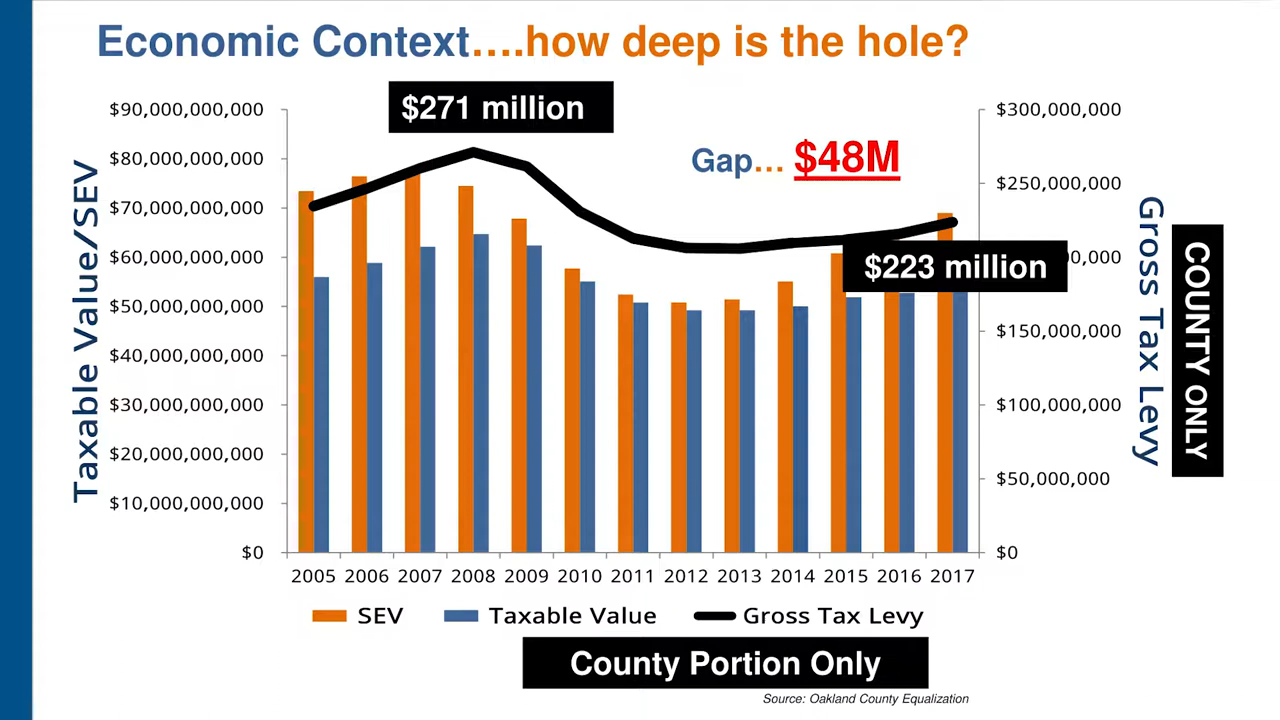 Economic Context….how deep is the hole?
$271 million
Gap… $48M
$223 million
Taxable Value/SEV
$90,000,000,000
$80,000,000,000
$70,000,000,000
$60,000,000,000
$50,000,000,000
$40,000,000,000
$30,000,000,000
$20,000,000,000
$10,000,000,000
$0
$300,000,000
$250,000,000
00,000
$150,000,000
$100,000,000
$50,000,000
$0
Gross Tax Levy
COUNTY ONLY
2005 2006 2007 2008 2009 2010 2011 2012 2013 2014 2015 2016 2017
SEV Taxable Value Gross Tax Levy
County Portion Only
Source: Oakland County Equalization